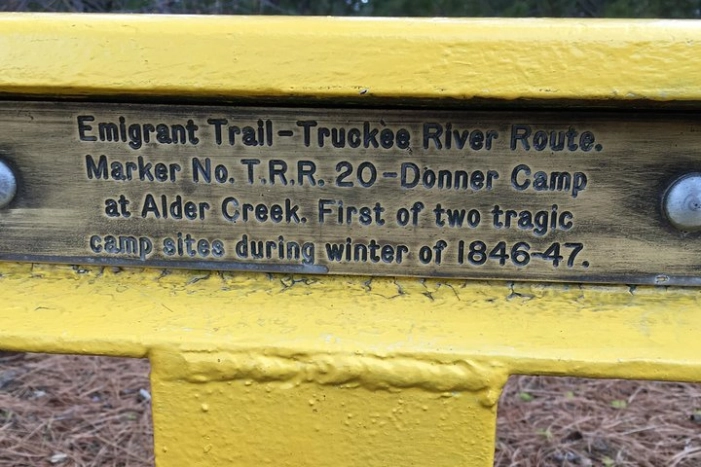 Emigrant Trail-Truckee River Route.
Marker No. T.R.R. 20-Donner Camp
at Alder Creek. First of two tragic
camp sites during winter of 1846-47.